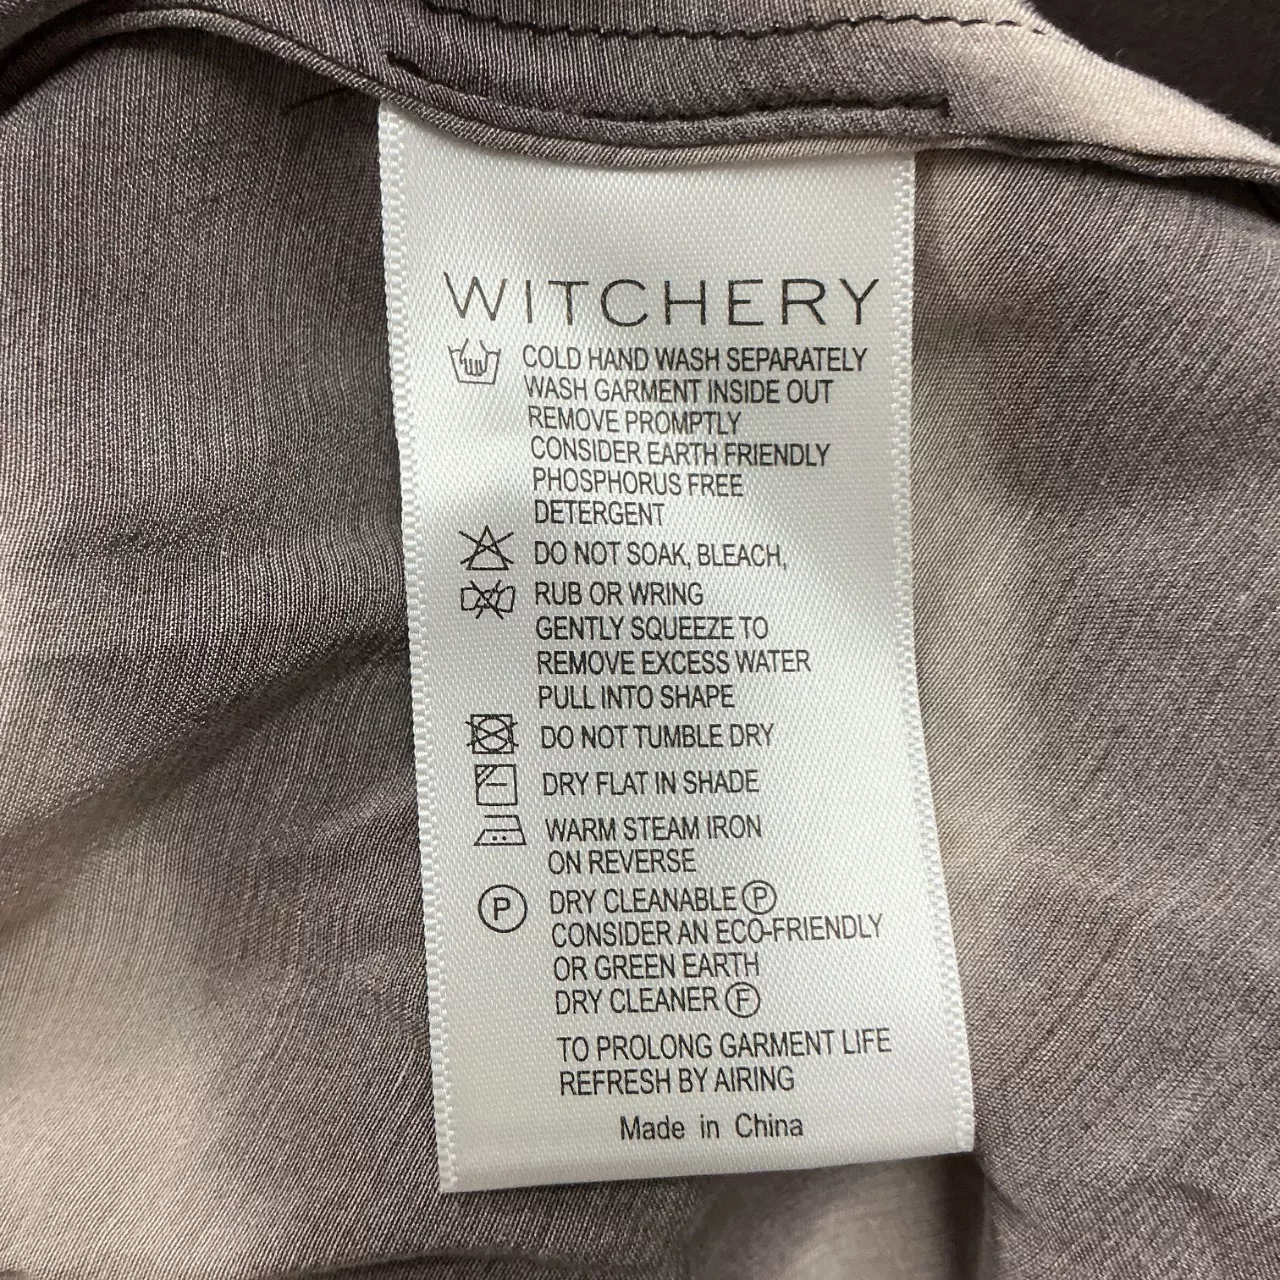 WITCHERY
COLD HAND WASH SEPARATELY
WASH GARMENT INSIDE OUT
REMOVE PROMPTLY
CONSIDER EARTH FRIENDLY
PHOSPHORUS FREE
DETERGENT
DO NOT SOAK, BLEACH,
RUB OR WRING
GENTLY SQUEEZE TO
REMOVE EXCESS WATER
PULL INTO SHAPE
DO NOT TUMBLE DRY
DRY FLAT IN SHADE
WARM STEAM IRON
ON REVERSE
P DRY CLEANABLE P
CONSIDER AN ECO-FRIENDLY
OR GREEN EARTH
DRY CLEANER F
TO PROLONG GARMENT LIFE
REFRESH BY AIRING
Made in China